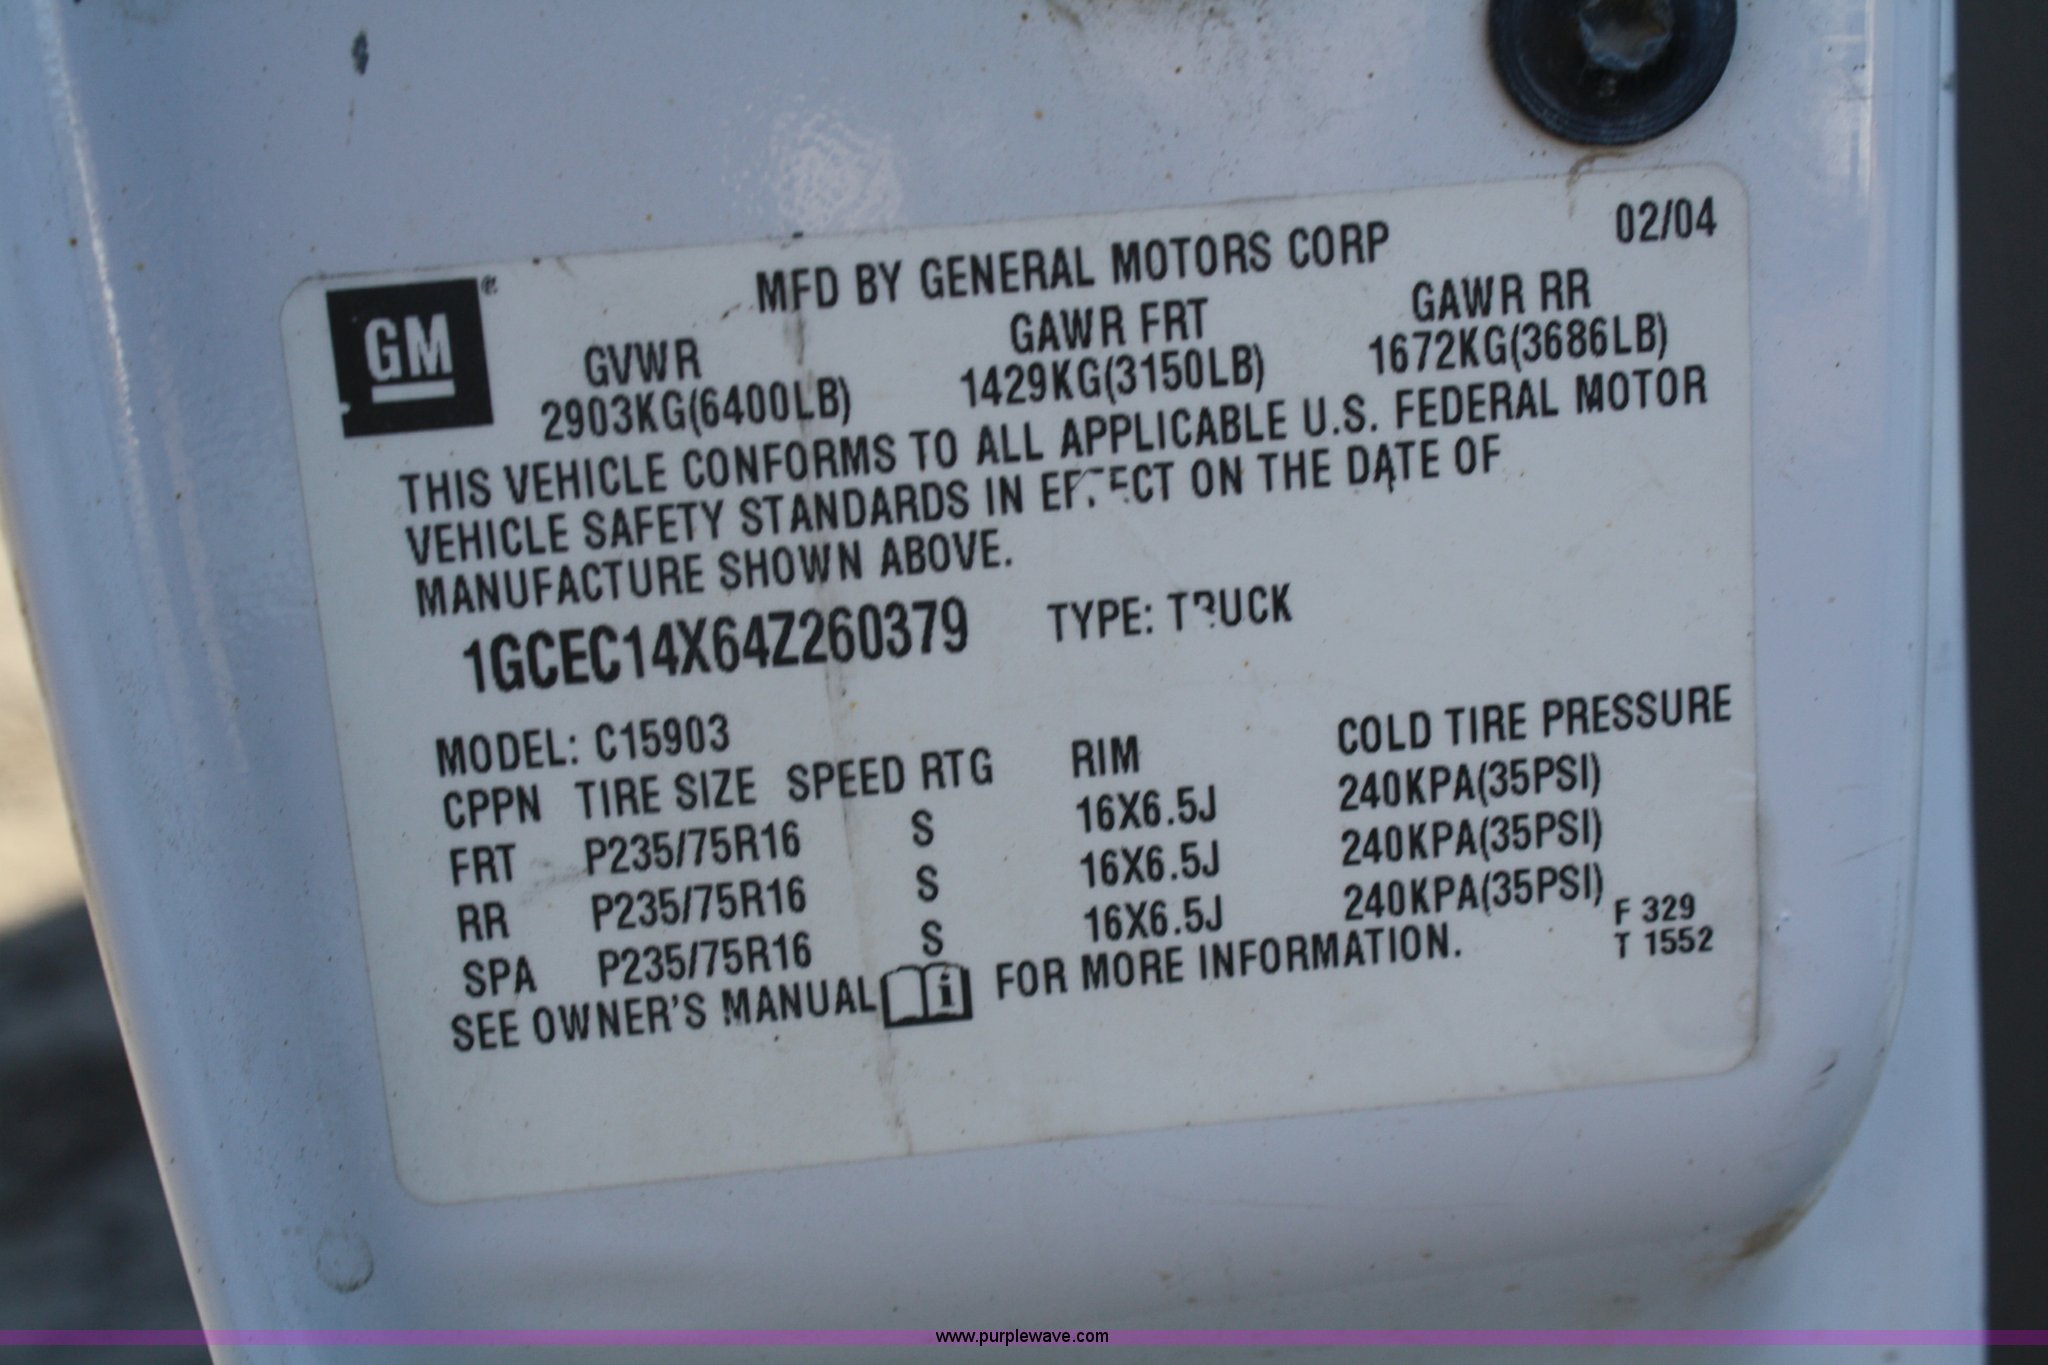 GM®
MFD BY GENERAL MOTORS CORP 02/04
GVWR GAWR FRT GAWR RR
2903KG(6400LB) 1429KG(3150LB) 1672KG(3686LB)
THIS VEHICLE CONFORMS TO ALL APPLICABLE U.S. FEDERAL MOTOR
VEHICLE SAFETY STANDARDS IN EFFECT ON THE DATE OF
MANUFACTURE SHOWN ABOVE.
1GCEC14X64Z260379 TYPE: TRUCK
MODEL: C15903
CPPN TIRE SIZE SPEED RTG RIM COLD TIRE PRESSURE
FRT P235/75R16 S 16X6.5J 240KPA(35PSI)
RR P235/75R16 S 16X6.5J 240KPA(35PSI)
SPA P235/75R16 S 16X6.5J 240KPA(35PSI)
F 329
T 1552
SEE OWNER'S MANUAL i FOR MORE INFORMATION.
www.purplewave.com